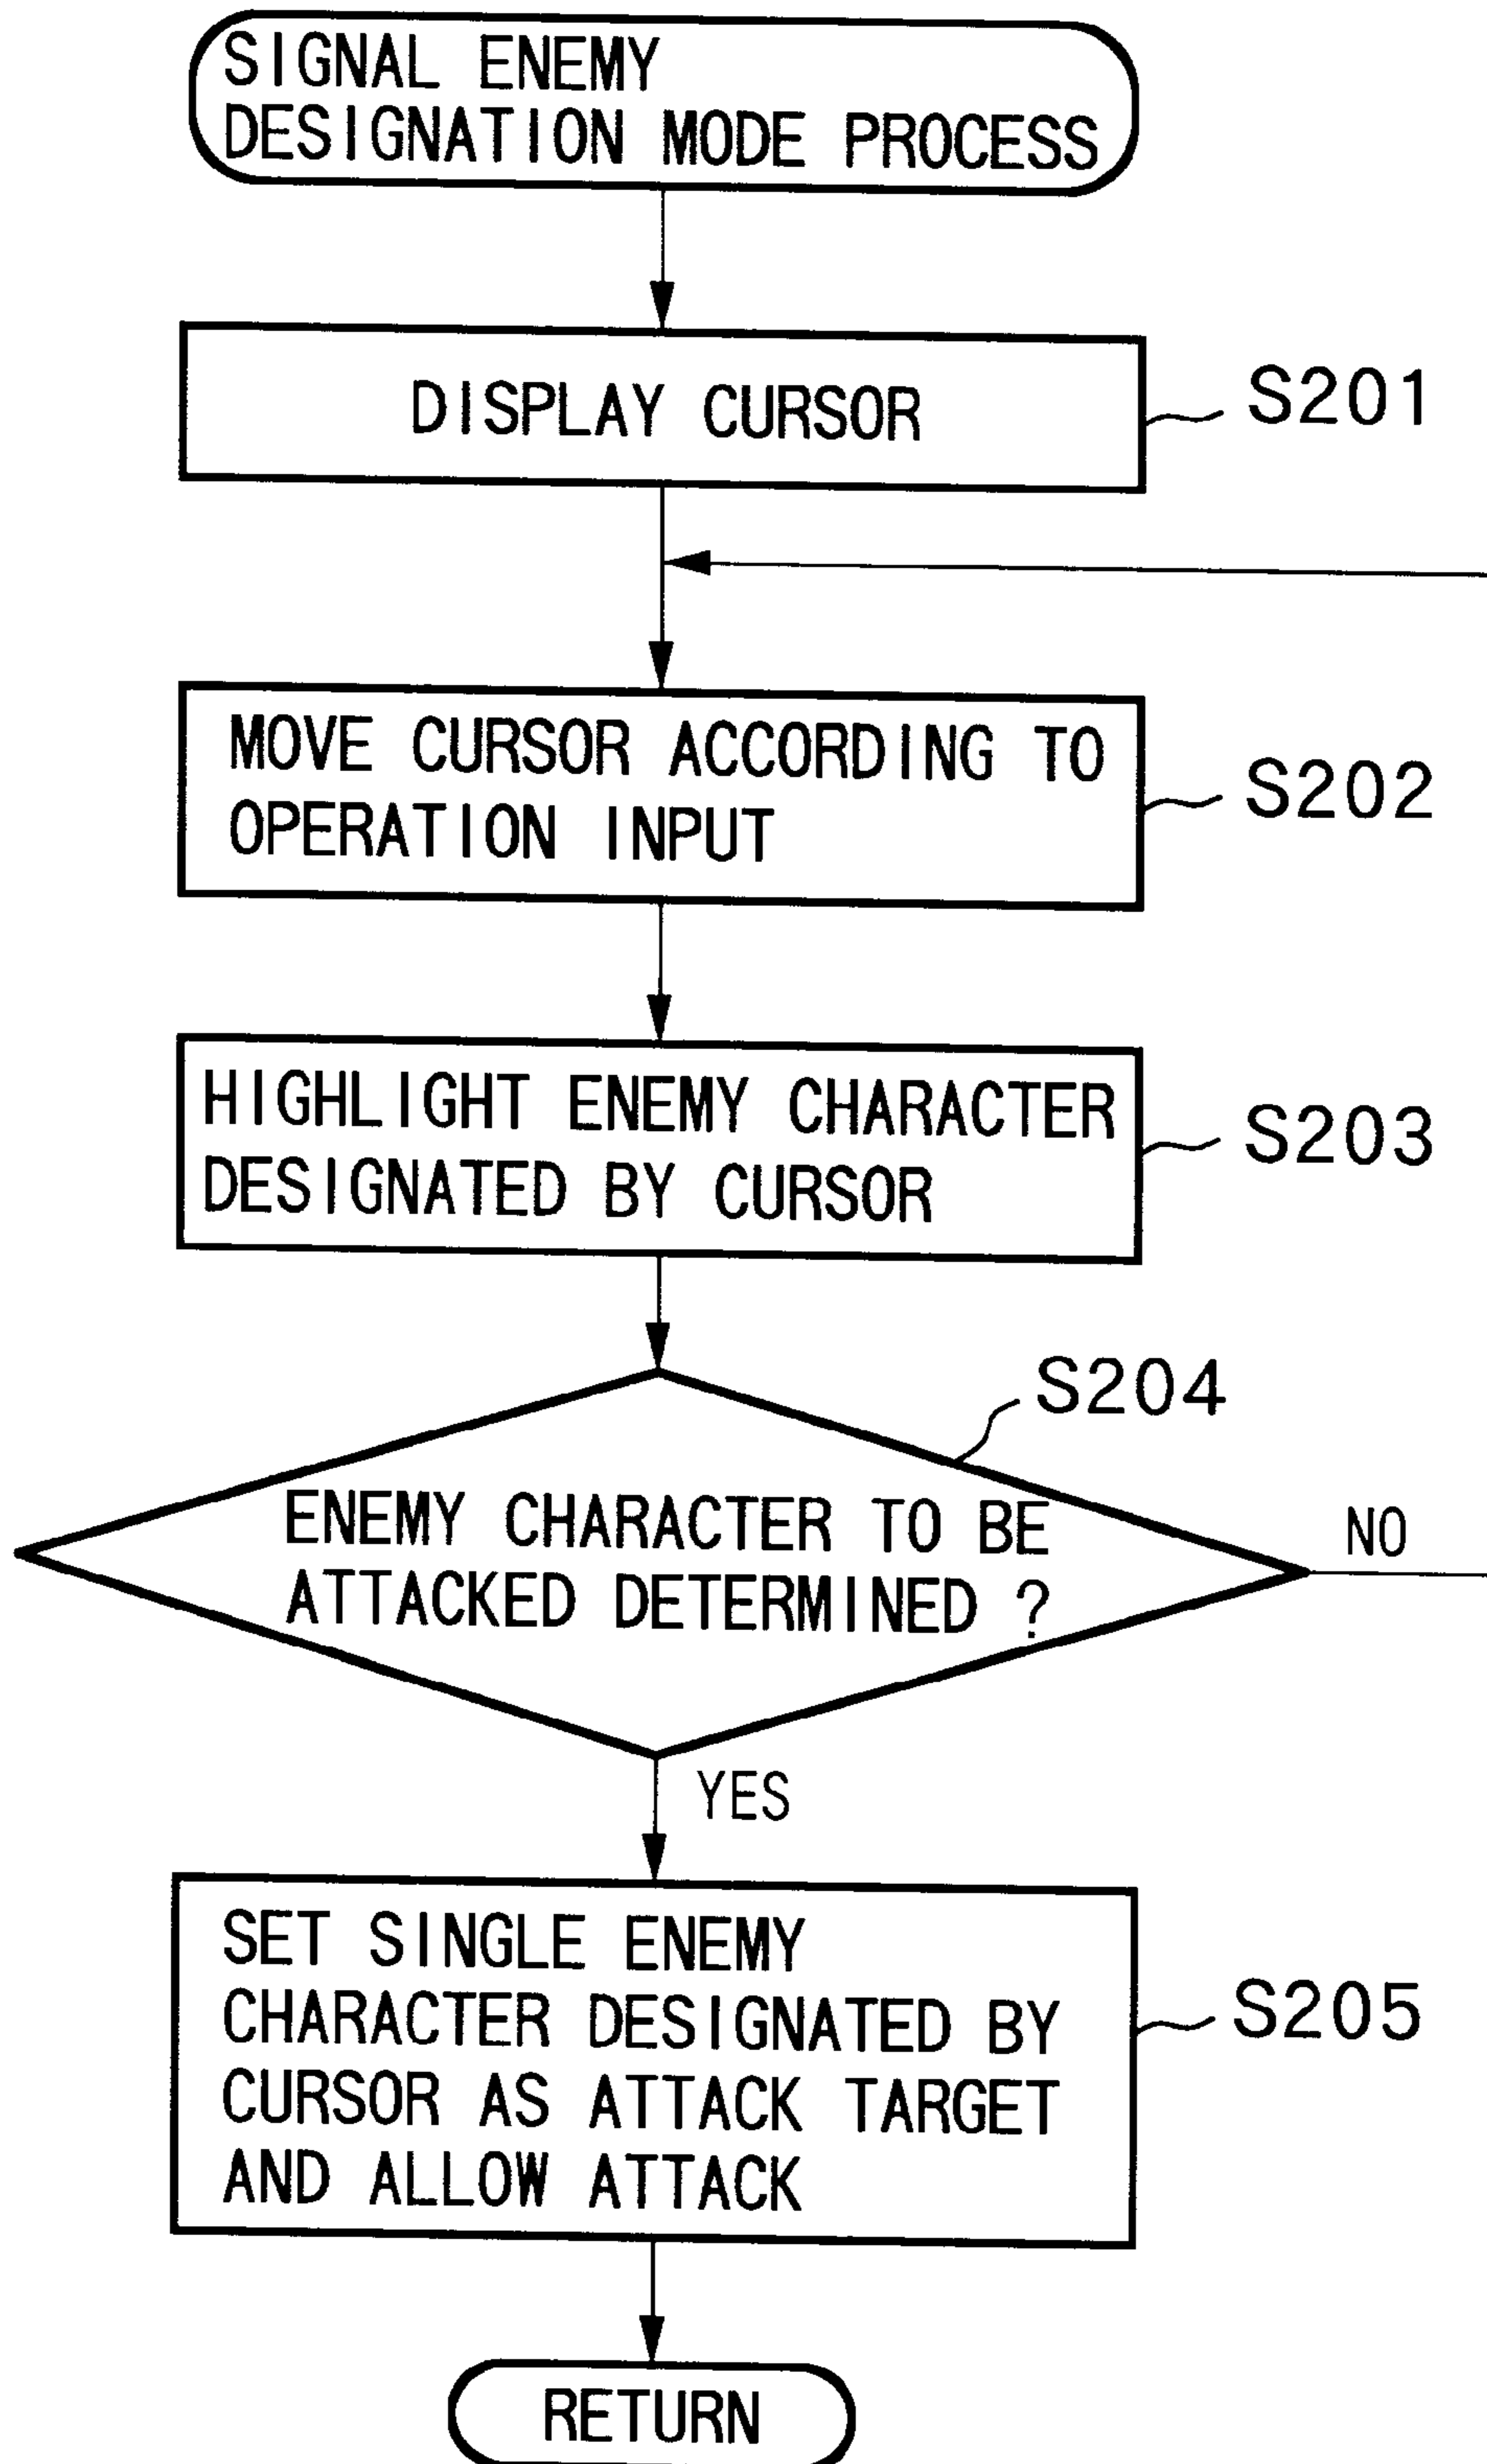 SIGNAL ENEMY
DESIGNATION MODE PROCESS
DISPLAY CURSOR
S201
MOVE CURSOR ACCORDING TO
OPERATION INPUT
S202
HIGHLIGHT ENEMY CHARACTER
DESIGNATED BY CURSOR
S203
S204
ENEMY CHARACTER TO BE
ATTACKED DETERMINED ?
NO
YES
SET SINGLE ENEMY
CHARACTER DESIGNATED BY
CURSOR AS ATTACK TARGET
AND ALLOW ATTACK
S205
RETURN